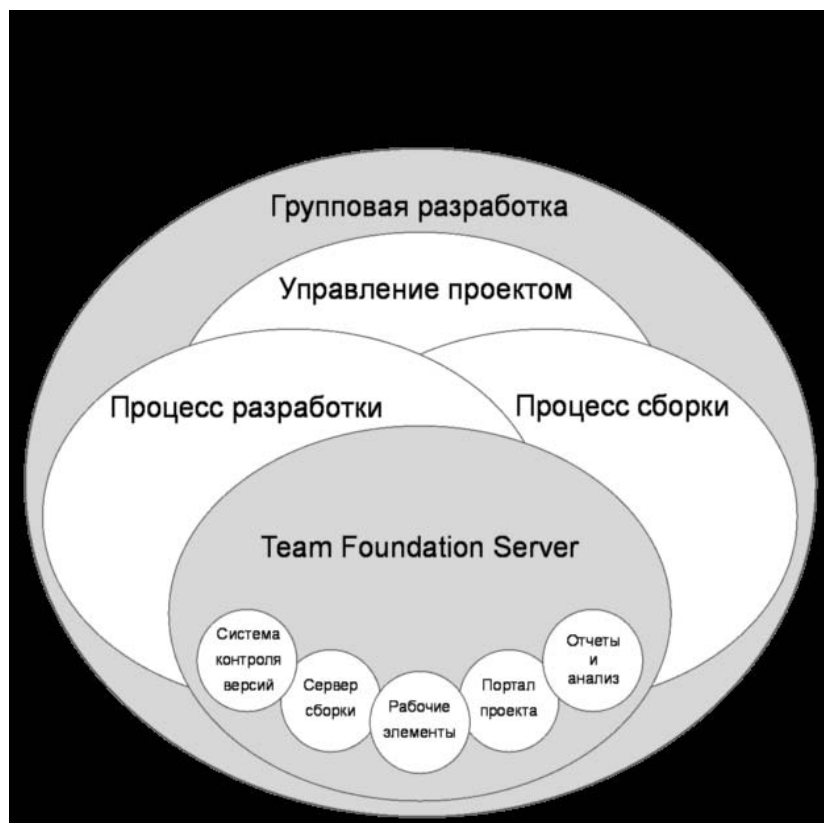 Групповая разработка
Управление проектом
Процесс разработки
Процесс сборки
Team Foundation Server
Система
контроля
версий
Сервер
сборки
Рабочие
элементы
Портал
проекта
Отчеты
и
анализ